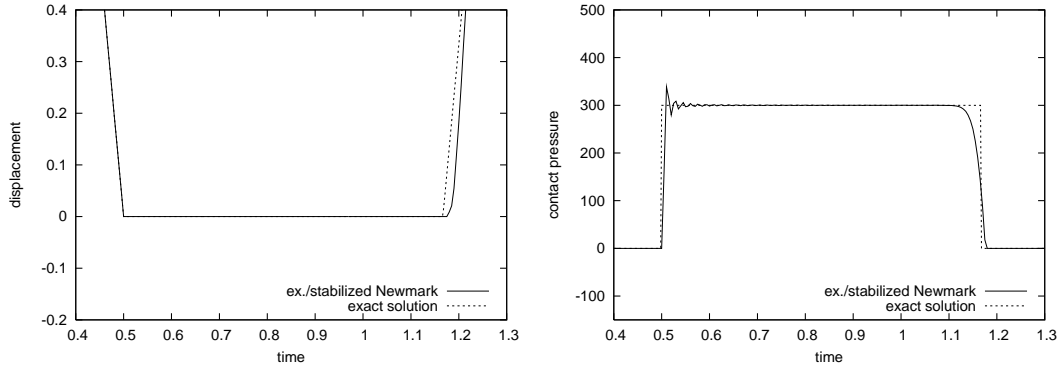 0.4
0.3
0.2
0.1
0
-0.1
-0.2
displacement
0.4 0.5 0.6 0.7 0.8 0.9 1 1.1 1.2 1.3
time
ex./stabilized Newmark
exact solution
500
400
300
200
100
0
-100
contact pressure
0.4 0.5 0.6 0.7 0.8 0.9 1 1.1 1.2 1.3
time
ex./stabilized Newmark
exact solution